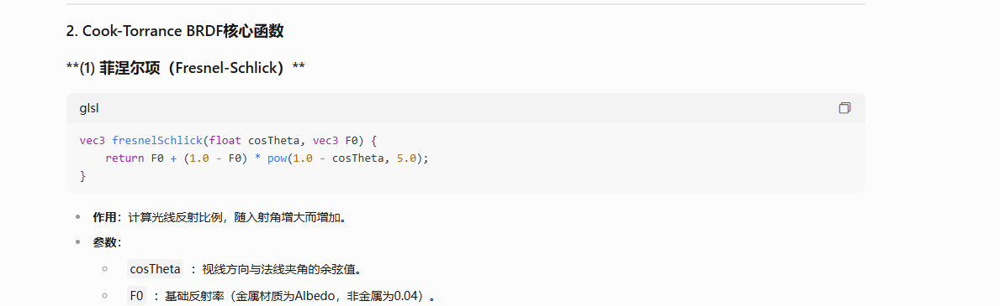 2. Cook-Torrance BRDF核心函数
**(1) 菲涅尔项（Fresnel-Schlick）**
glsl
vec3 fresnelSchlick(float cosTheta, vec3 F0) {
    return F0 + (1.0 - F0) * pow(1.0 - cosTheta, 5.0);
}
• 作用：计算光线反射比例，随入射角增大而增加。
• 参数：
○ cosTheta ：视线方向与法线夹角的余弦值。
○ F0 ：基础反射率（金属材质为Albedo，非金属为0.04）。